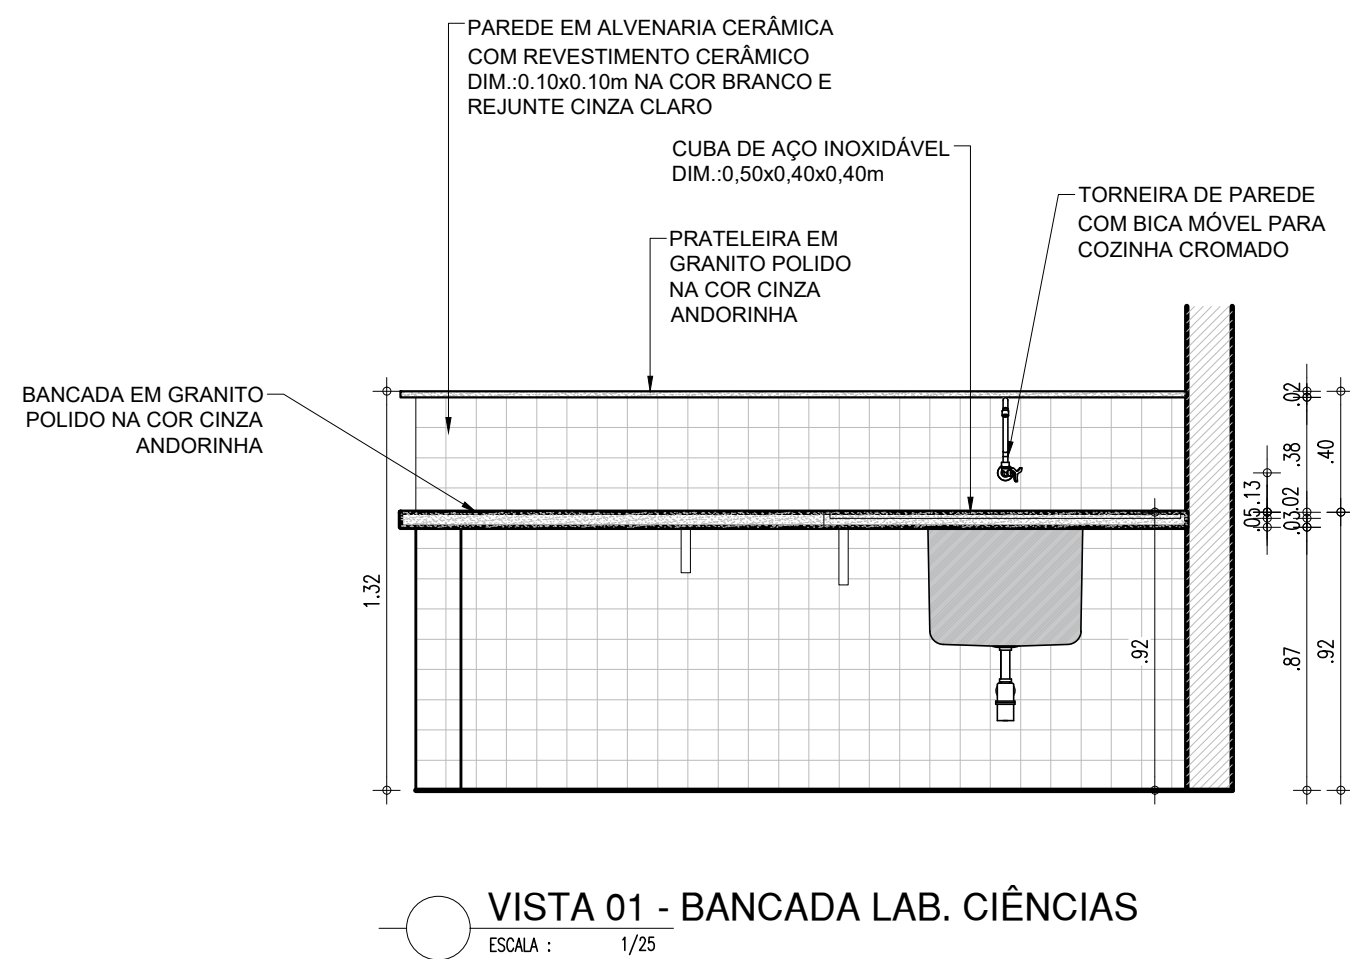 PAREDE EM ALVENARIA CERÂMICA
COM REVESTIMENTO CERÂMICO
DIM.:0.10x0.10m NA COR BRANCO E
REJUNTE CINZA CLARO
CUBA DE AÇO INOXIDÁVEL
DIM.:0,50x0,40x0,40m
TORNEIRA DE PAREDE
COM BICA MÓVEL PARA
COZINHA CROMADO
PRATELEIRA EM
GRANITO POLIDO
NA COR CINZA
ANDORINHA
BANCADA EM GRANITO
POLIDO NA COR CINZA
ANDORINHA
1.32
.92
.05
.13
.02
.38
.02
.03
.87
.40
.92
VISTA 01 - BANCADA LAB. CIÊNCIAS
ESCALA : 1/25